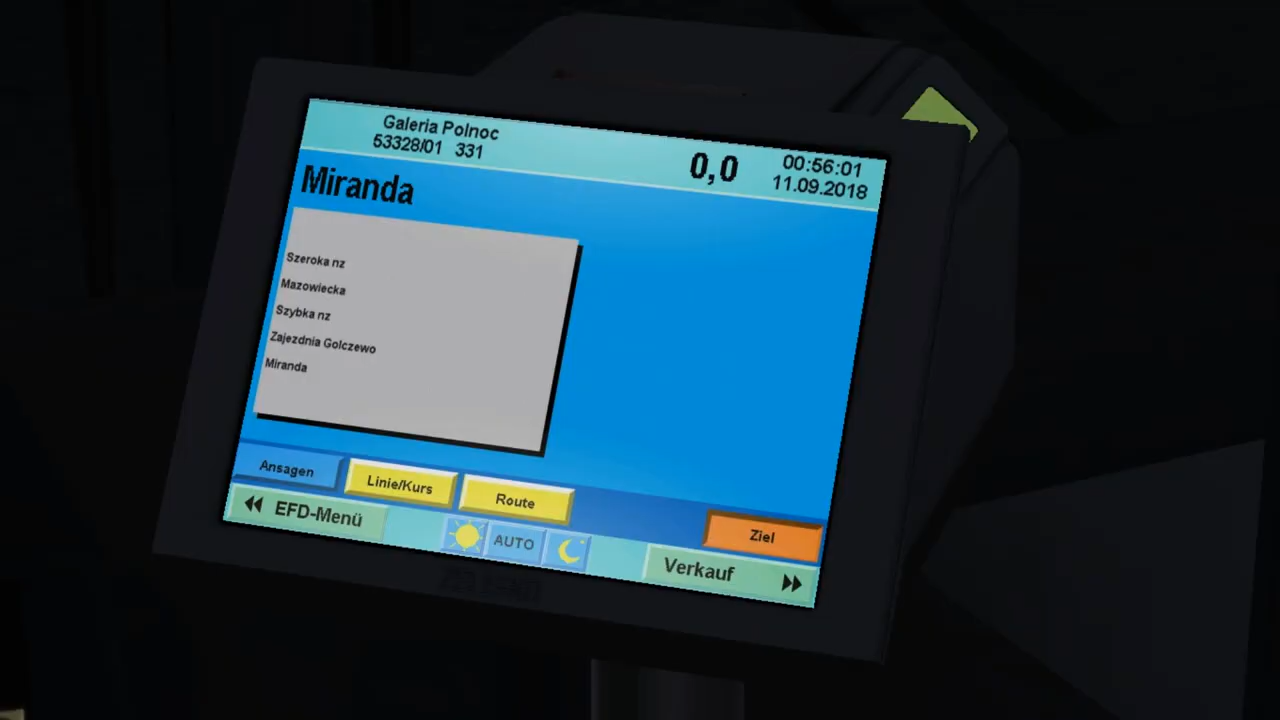 Galeria Polnoc
53328/01 331
0,0
00:56:01
11.09.2018
Miranda
Szeroka nz
Mazowiecka
Szybka nz
Zajezdnia Golczewo
Miranda
Ansagen
Linie/Kurs
Route
Ziel
EFD-Menü
AUTO
Verkauf